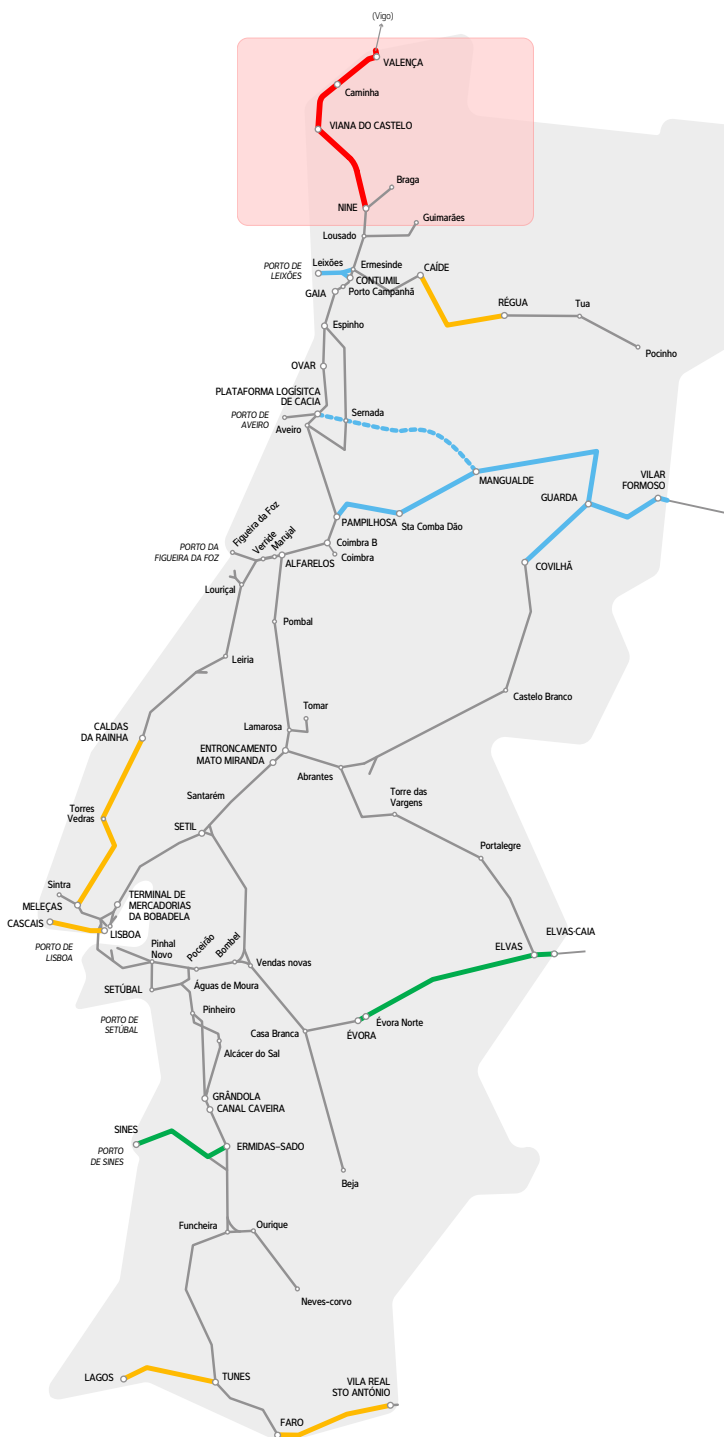 (Vigo)
VALENÇA
Caminha
VIANA DO CASTELO
Braga
NINE
Guimarães
Lousado
PORTO DE
LEIXÕES
Leixões
Ermesinde
CONTUMIL
CAÍDE
GAIA
Porto Campanhã
RÉGUA
Tua
Espinho
Pocinho
OVAR
PLATAFORMA LOGÍSITCA
DE CACIA
PORTO DE
AVEIRO
Sernada
Aveiro
MANGUALDE
VILAR
FORMOSO
GUARDA
PAMPILHOSA
Sta Comba Dão
Figueira da Foz
Verride
Marujal
PORTO DA
FIGUEIRA DA FOZ
Coimbra B
Coimbra
ALFARELOS
COVILHÃ
Louriçal
Pombal
Leiria
Castelo Branco
Tomar
CALDAS
DA RAINHA
Lamarosa
ENTRONCAMENTO
MATO MIRANDA
Abrantes
Santarém
Torre das
Vargens
Torres
Vedras
SETIL
Portalegre
Sintra
MELEÇAS
TERMINAL DE
MERCADORIAS
DA BOBADELA
CASCAIS
LISBOA
PORTO DE
LISBOA
Pinhal
Novo
Poceirão
Bombel
Vendas novas
ELVAS
ELVAS-CAIA
SETÚBAL
Águas de Moura
PORTO DE
SETÚBAL
Pinheiro
Casa Branca
Évora Norte
ÉVORA
Alcácer do Sal
GRÂNDOLA
CANAL CAVEIRA
SINES
PORTO
DE SINES
ERMIDAS-SADO
Beja
Funcheira
Ourique
Neves-corvo
LAGOS
TUNES
VILA REAL
STO ANTÓNIO
FARO